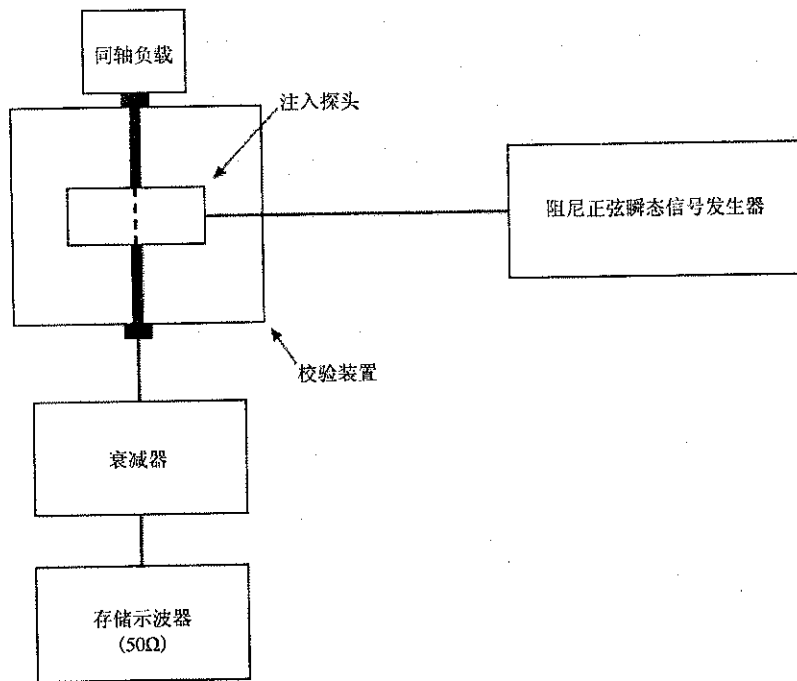 同轴负载
注入探头
阻尼正弦瞬态信号发生器
校验装置
衰减器
存储示波器
(50Ω)